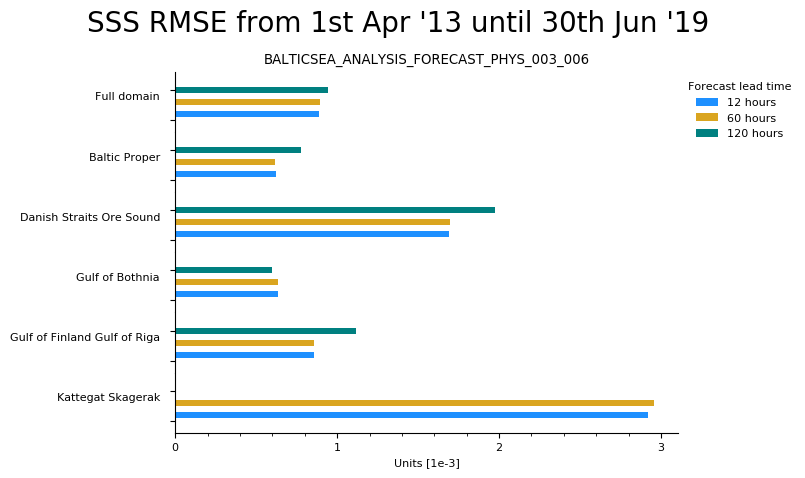 SSS RMSE from 1st Apr '13 until 30th Jun '19
BALTICSEA_ANALYSIS_FORECAST_PHYS_003_006
Forecast lead time
12 hours
60 hours
120 hours
Full domain
Baltic Proper
Danish Straits Ore Sound
Gulf of Bothnia
Gulf of Finland Gulf of Riga
Kattegat Skagerak
0 1 2 3
Units [1e-3]